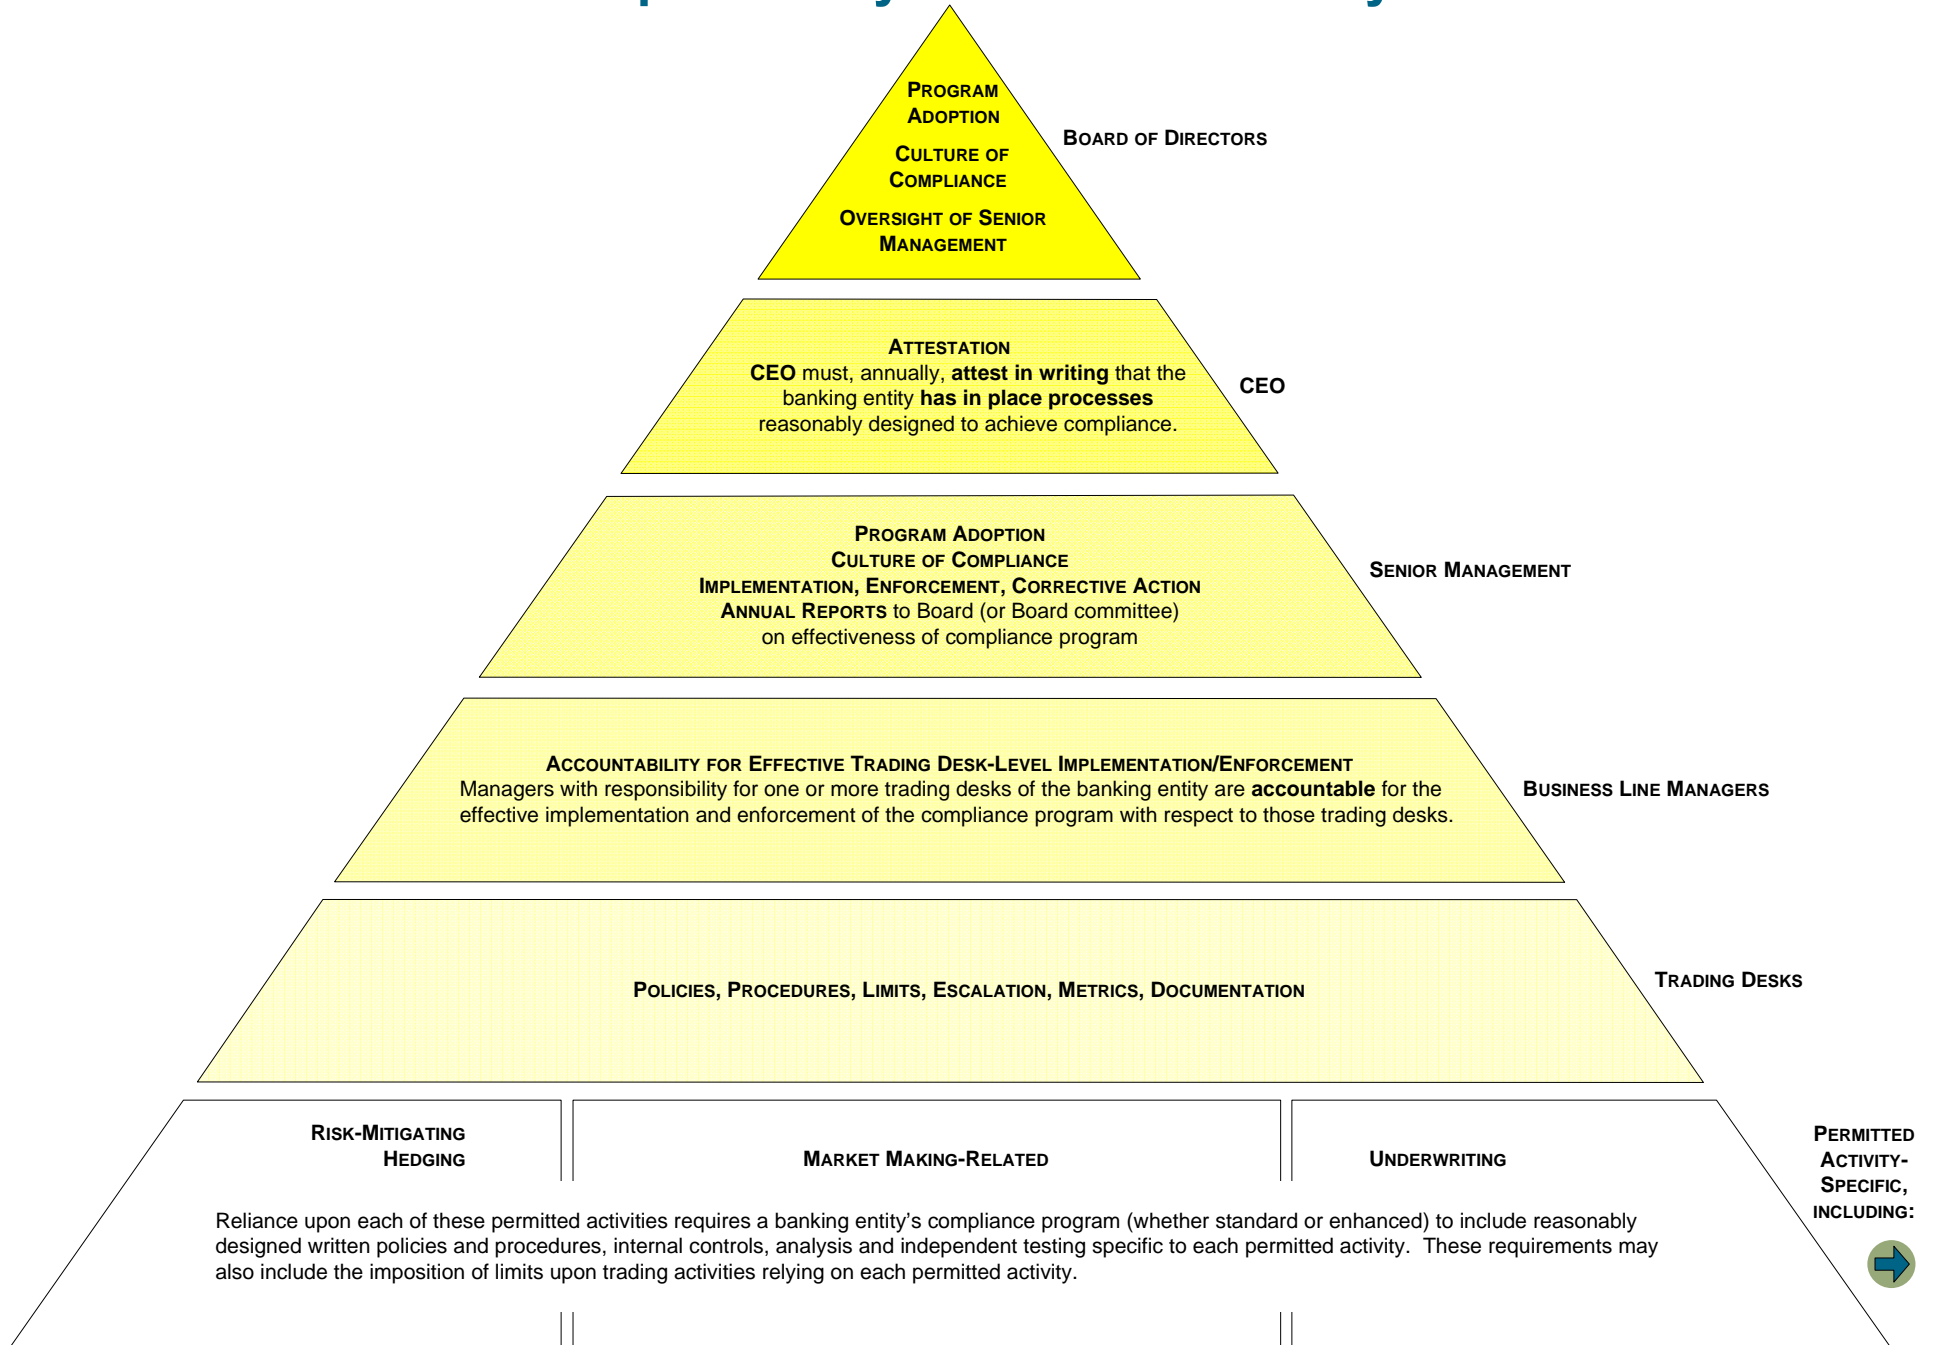 PROGRAM
ADOPTION
CULTURE OF
COMPLIANCE
OVERSIGHT OF SENIOR
MANAGEMENT
BOARD OF DIRECTORS
ATTESTATION
CEO must, annually, attest in writing that the
banking entity has in place processes
reasonably designed to achieve compliance.
CEO
PROGRAM ADOPTION
CULTURE OF COMPLIANCE
IMPLEMENTATION, ENFORCEMENT, CORRECTIVE ACTION
ANNUAL REPORTS to Board (or Board committee)
on effectiveness of compliance program
SENIOR MANAGEMENT
ACCOUNTABILITY FOR EFFECTIVE TRADING DESK-LEVEL IMPLEMENTATION/ENFORCEMENT
Managers with responsibility for one or more trading desks of the banking entity are accountable for the
effective implementation and enforcement of the compliance program with respect to those trading desks.
BUSINESS LINE MANAGERS
POLICIES, PROCEDURES, LIMITS, ESCALATION, METRICS, DOCUMENTATION
TRADING DESKS
RISK-MITIGATING
HEDGING
MARKET MAKING-RELATED
UNDERWRITING
PERMITTED
ACTIVITY-
SPECIFIC,
INCLUDING:
Reliance upon each of these permitted activities requires a banking entity's compliance program (whether standard or enhanced) to include reasonably
designed written policies and procedures, internal controls, analysis and independent testing specific to each permitted activity.  These requirements may
also include the imposition of limits upon trading activities relying on each permitted activity.